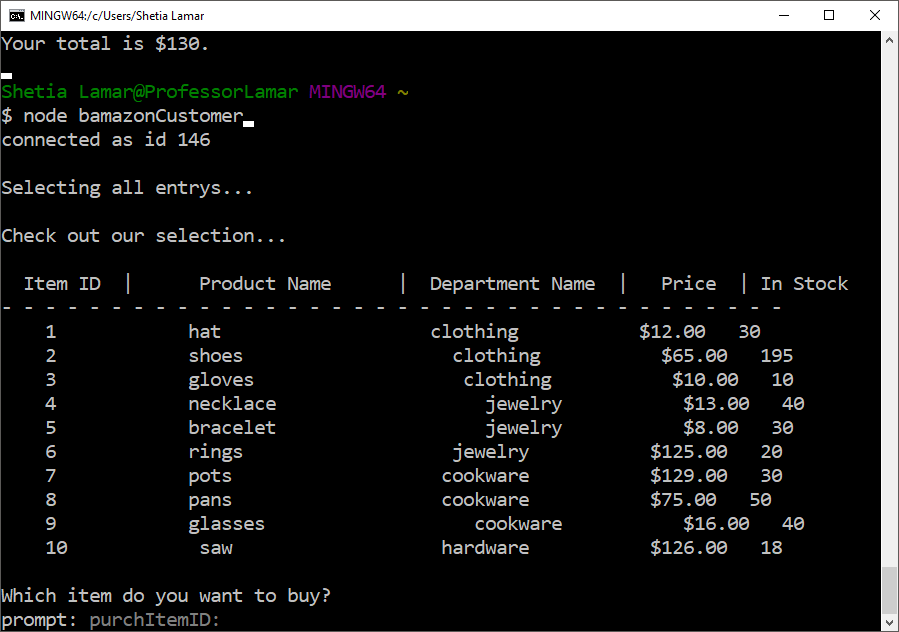 MINGW64:/c/Users/Shetia Lamar
Your total is $130.
Shetia Lamar@ProfessorLamar MINGW64 ~
$ node bamazonCustomer
connected as id 146
Selecting all entrys...
Check out our selection...
Item ID | Product Name | Department Name | Price | In Stock
- - - - - - - - - - - - - - - - - - - - - - - - - - - - - - - - - - - -
1 hat clothing $12.00 30
2 shoes clothing $65.00 195
3 gloves clothing $10.00 10
4 necklace jewelry $13.00 40
5 bracelet jewelry $8.00 30
6 rings jewelry $125.00 20
7 pots cookware $129.00 30
8 pans cookware $75.00 50
9 glasses cookware $16.00 40
10 saw hardware $126.00 18
Which item do you want to buy?
prompt: purchItemID: